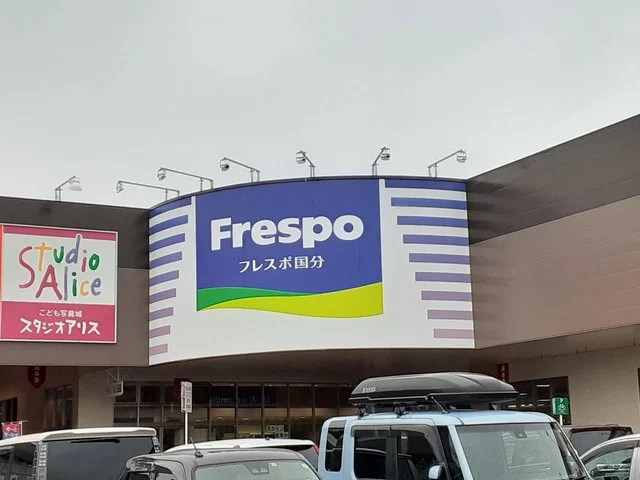 Frespo
フレスポ国分
Studio
Alice
こども写真城
スタジオアリス